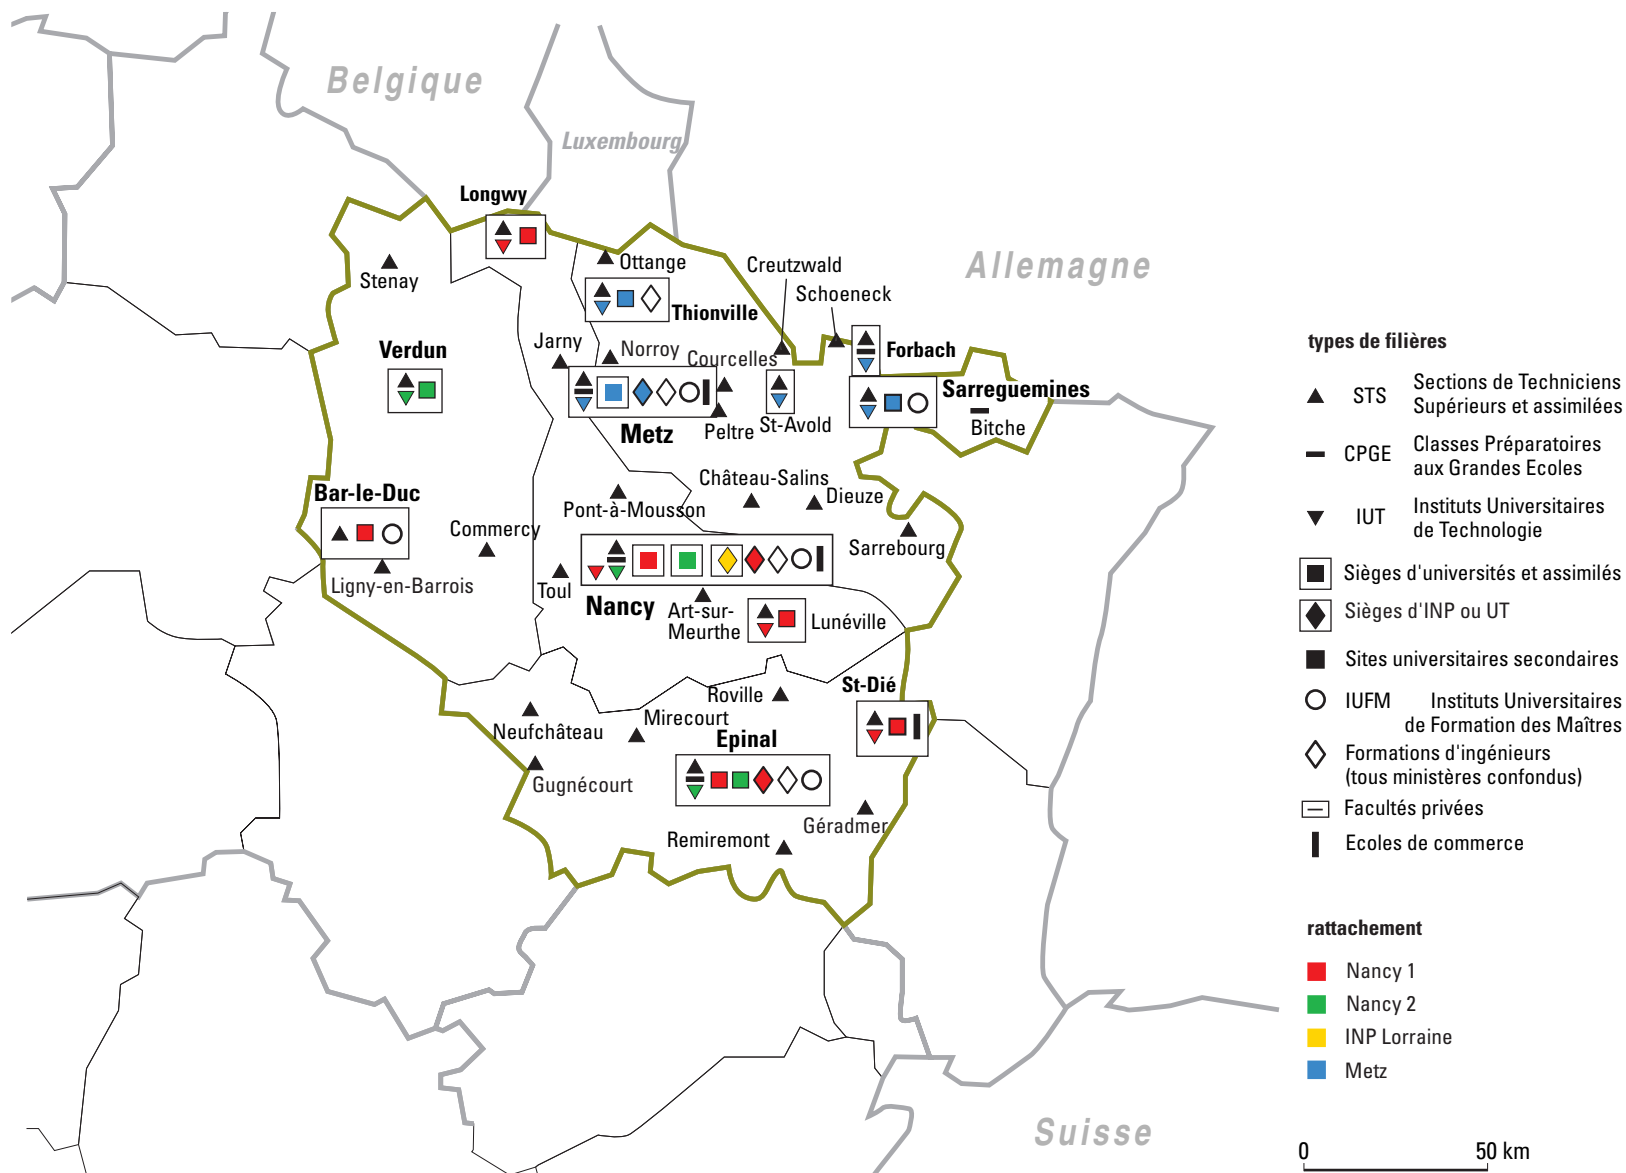 Belgique
Luxembourg
Allemagne
Suisse
Longwy
Stenay
Ottange
Thionville
Creutzwald
Schoeneck
Verdun
Jarny
Norroy
Courcelles
Forbach
Metz
Peltre
St-Avold
Sarreguemines
Bitche
Bar-le-Duc
Ligny-en-Barrois
Commercy
Pont-à-Mousson
Château-Salins
Dieuze
Sarrebourg
Toul
Nancy
Art-sur-
Meurthe
Lunéville
Roville
St-Dié
Neufchâteau
Mirecourt
Epinal
Gugnécourt
Géradmer
Remiremont
types de filières
STS Sections de Techniciens
Supérieurs et assimilées
CPGE Classes Préparatoires
aux Grandes Ecoles
IUT Instituts Universitaires
de Technologie
Sièges d'universités et assimilés
Sièges d'INP ou UT
Sites universitaires secondaires
IUFM Instituts Universitaires
de Formation des Maîtres
Formations d'ingénieurs
(tous ministères confondus)
Facultés privées
Ecoles de commerce
rattachement
Nancy 1
Nancy 2
INP Lorraine
Metz
0 50 km